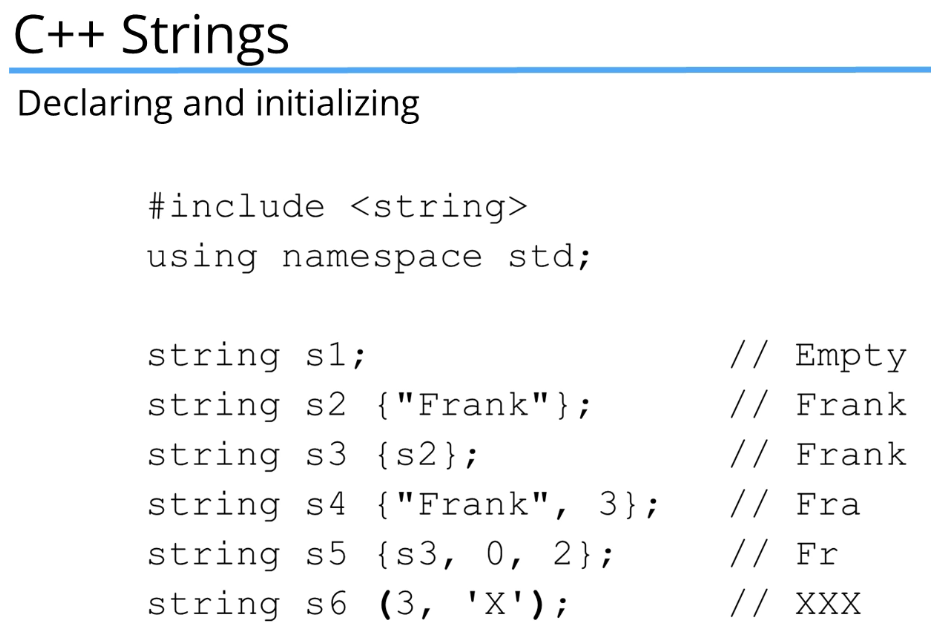 C++ Strings
Declaring and initializing
#include <string>
using namespace std;
string s1; // Empty
string s2 {"Frank"}; // Frank
string s3 {s2}; // Frank
string s4 {"Frank", 3}; // Fra
string s5 {s3, 0, 2}; // Fr
string s6 (3, 'X'); // XXX